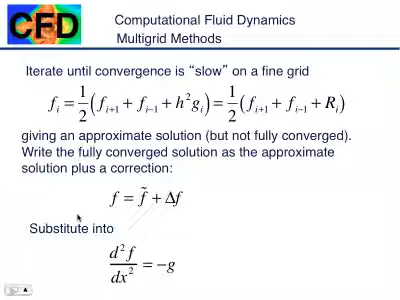 CFD
Computational Fluid Dynamics
Multigrid Methods
Iterate until convergence is “slow” on a fine grid
f_i = 1/2 (f_{i+1} + f_{i−1} + h^2 g_i) = 1/2 (f_{i+1} + f_{i−1} + R_i)
giving an approximate solution (but not fully converged).
Write the fully converged solution as the approximate
solution plus a correction:
f = f̃ + Δf
Substitute into
d^2 f / dx^2 = −g